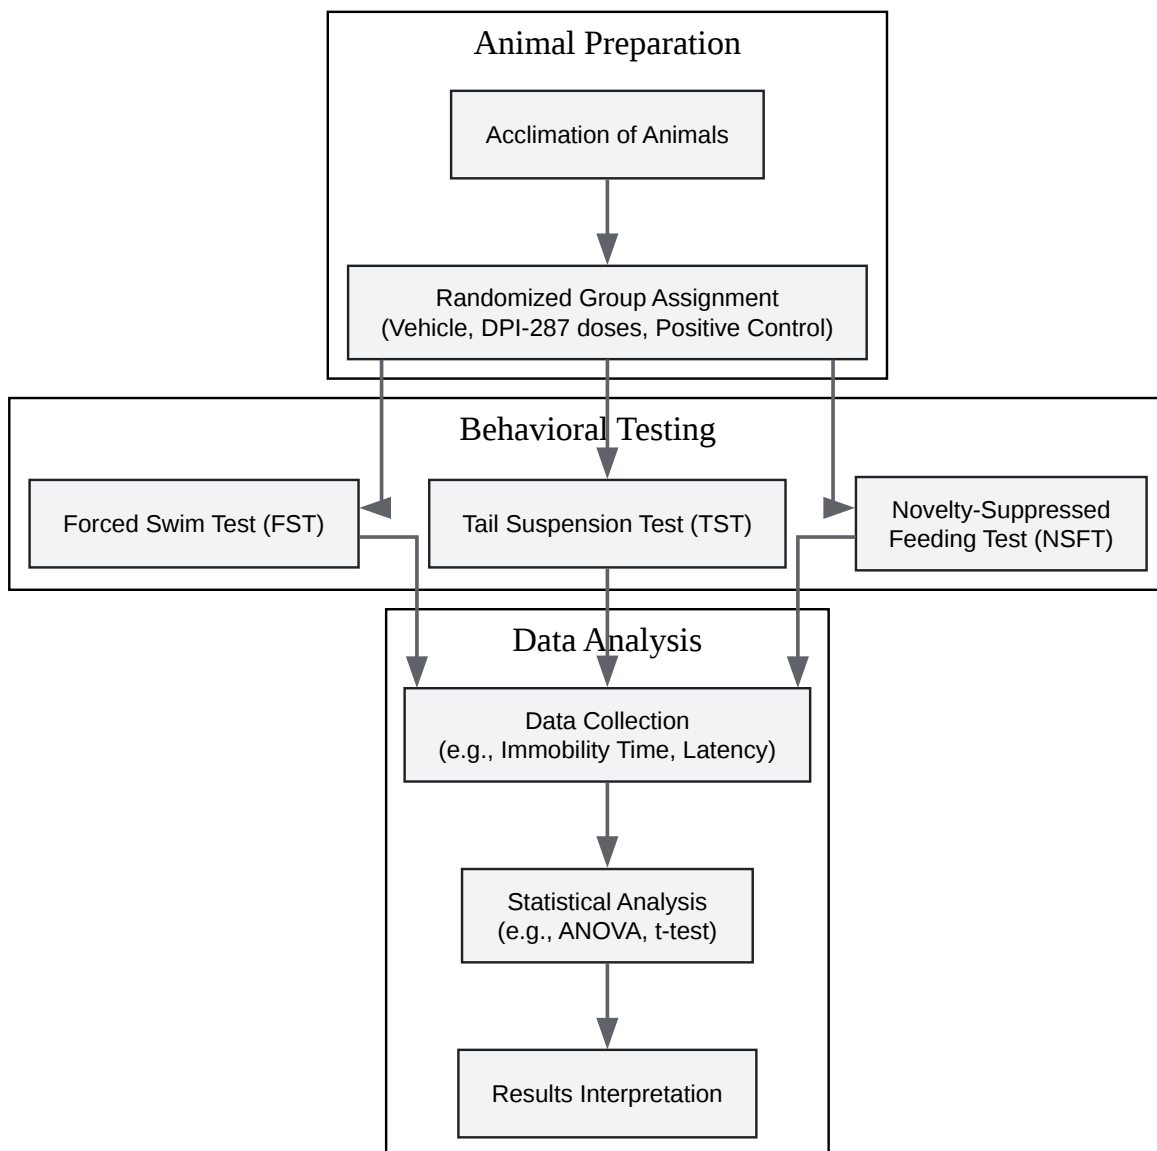 Animal Preparation
Acclimation of Animals
Randomized Group Assignment
(Vehicle, DPI-287 doses, Positive Control)
Behavioral Testing
Forced Swim Test (FST)
Tail Suspension Test (TST)
Novelty-Suppressed
Feeding Test (NSFT)
Data Analysis
Data Collection
(e.g., Immobility Time, Latency)
Statistical Analysis
(e.g., ANOVA, t-test)
Results Interpretation